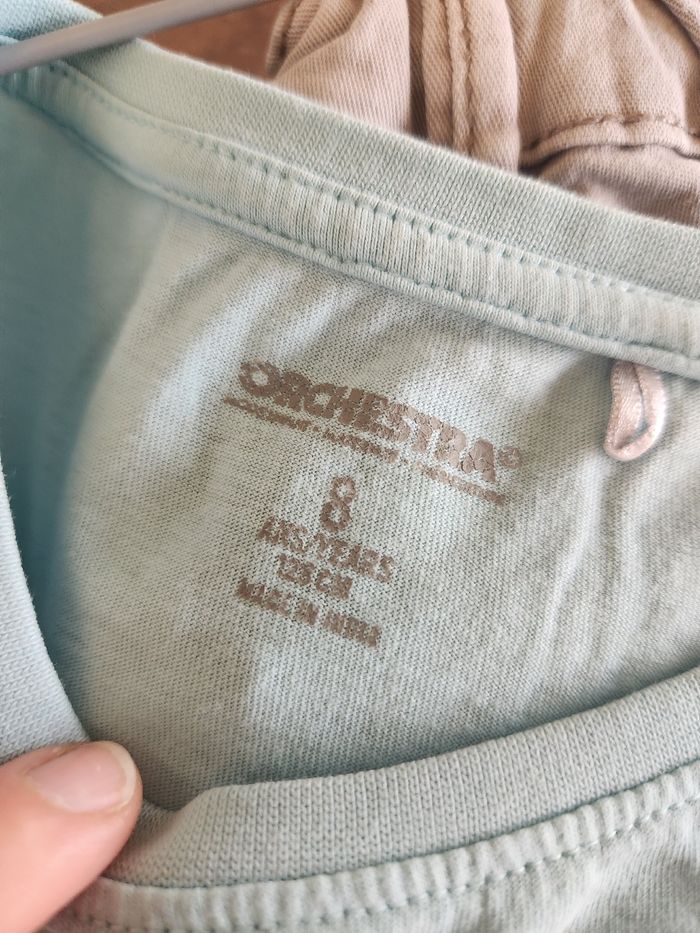 ORCHESTRA®
8
ANS/YEARS
128 CM
MADE IN INDIA